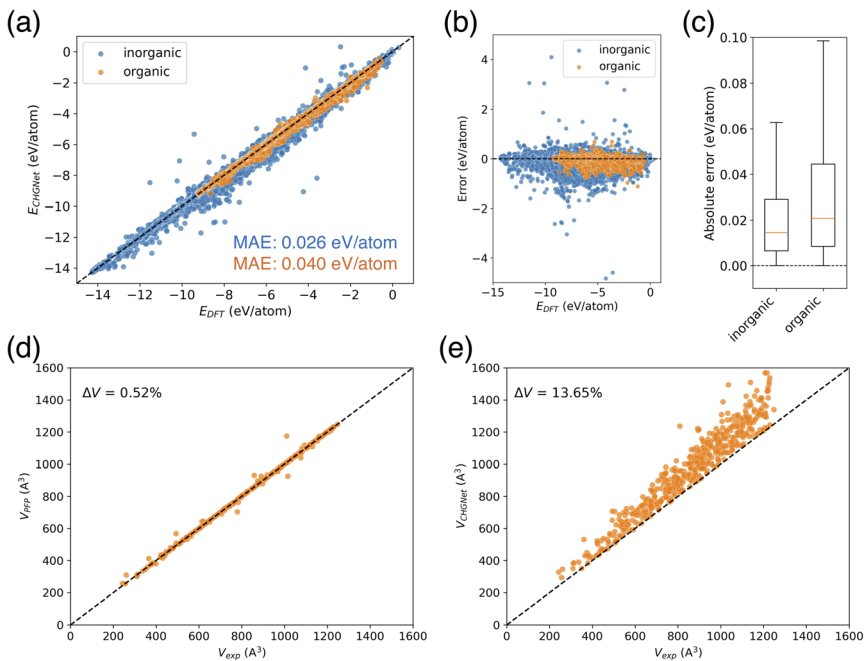 (a)
inorganic
organic
0
−2
−4
−6
−8
−10
−12
−14
E_CHGNet (eV/atom)
MAE: 0.026 eV/atom
MAE: 0.040 eV/atom
−14
−12
−10
−8
−6
−4
−2
0
E_DFT (eV/atom)
(b)
inorganic
organic
4
2
0
−2
−4
Error (eV/atom)
−15
−10
−5
0
E_DFT (eV/atom)
(c)
0.10
0.08
0.06
0.04
0.02
0.00
Absolute error (eV/atom)
inorganic
organic
(d)
ΔV = 0.52%
1600
1400
1200
1000
800
600
400
200
0
V_PFP (A³)
0
200
400
600
800
1000
1200
1400
1600
V_exp (A³)
(e)
ΔV = 13.65%
1600
1400
1200
1000
800
600
400
200
0
V_CHGNet (A³)
0
200
400
600
800
1000
1200
1400
1600
V_exp (A³)